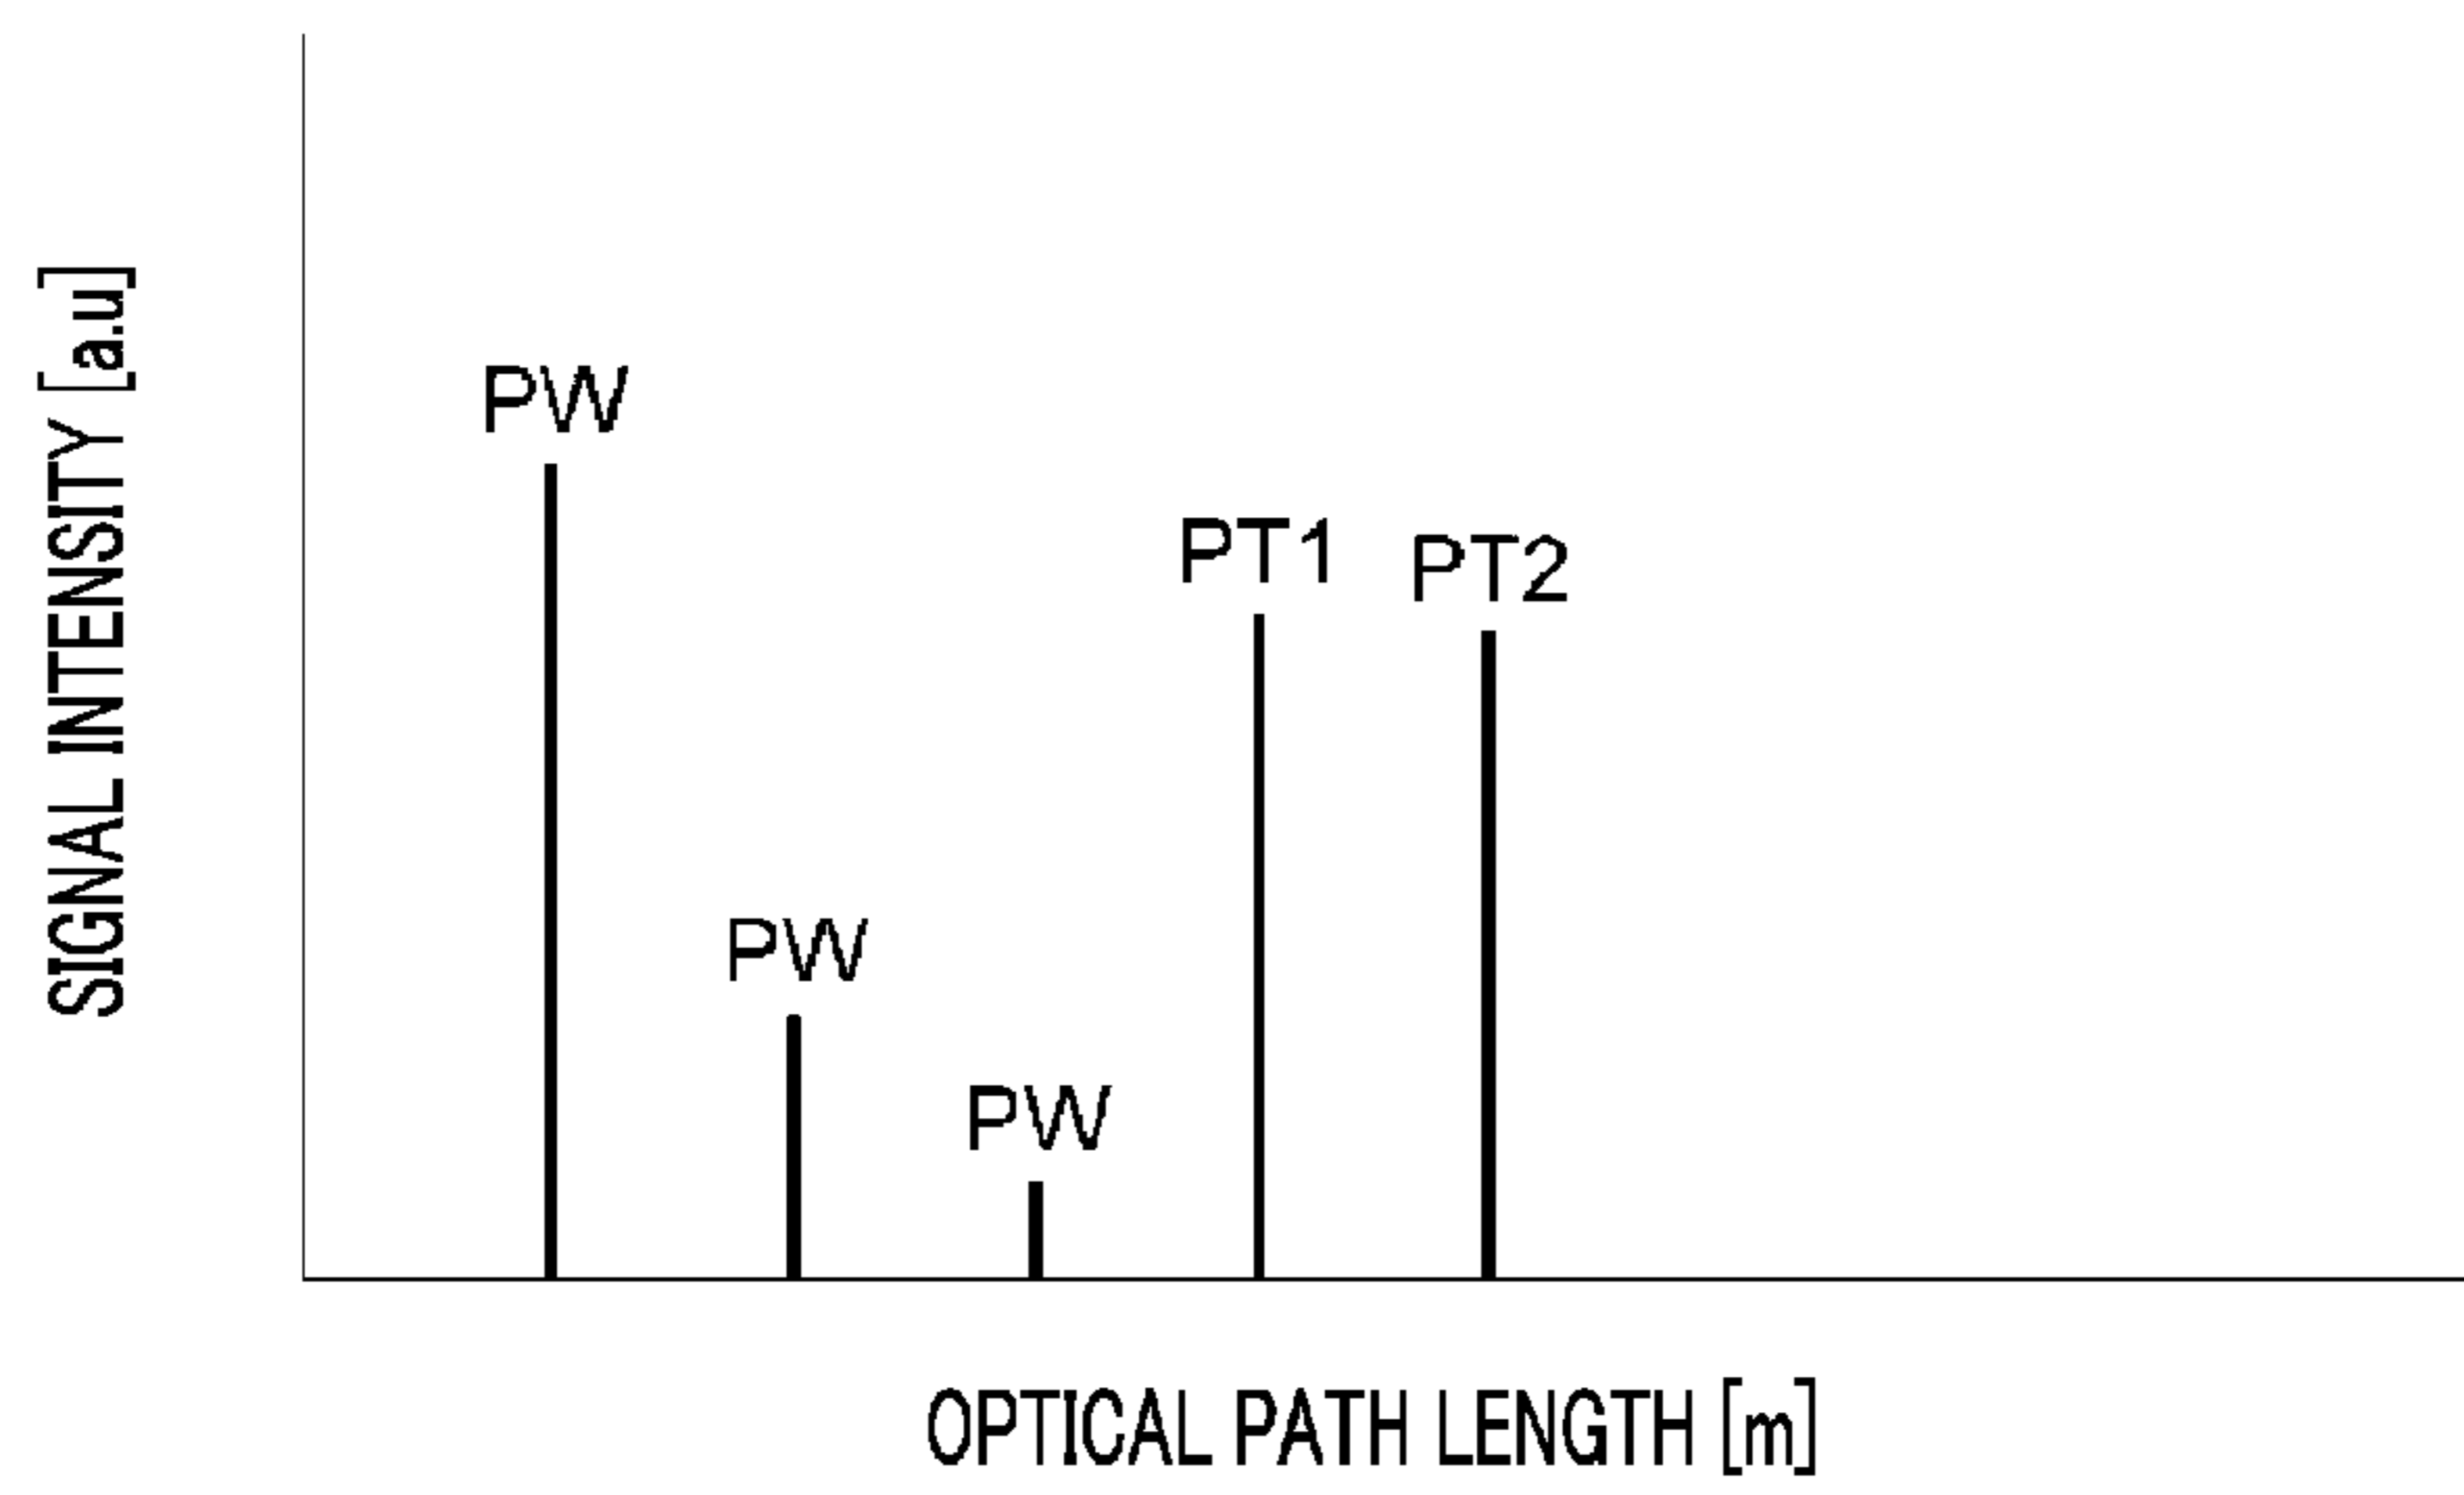 SIGNAL INTENSITY [a.u]
PW
PW
PW
PT1
PT2
OPTICAL PATH LENGTH [m]